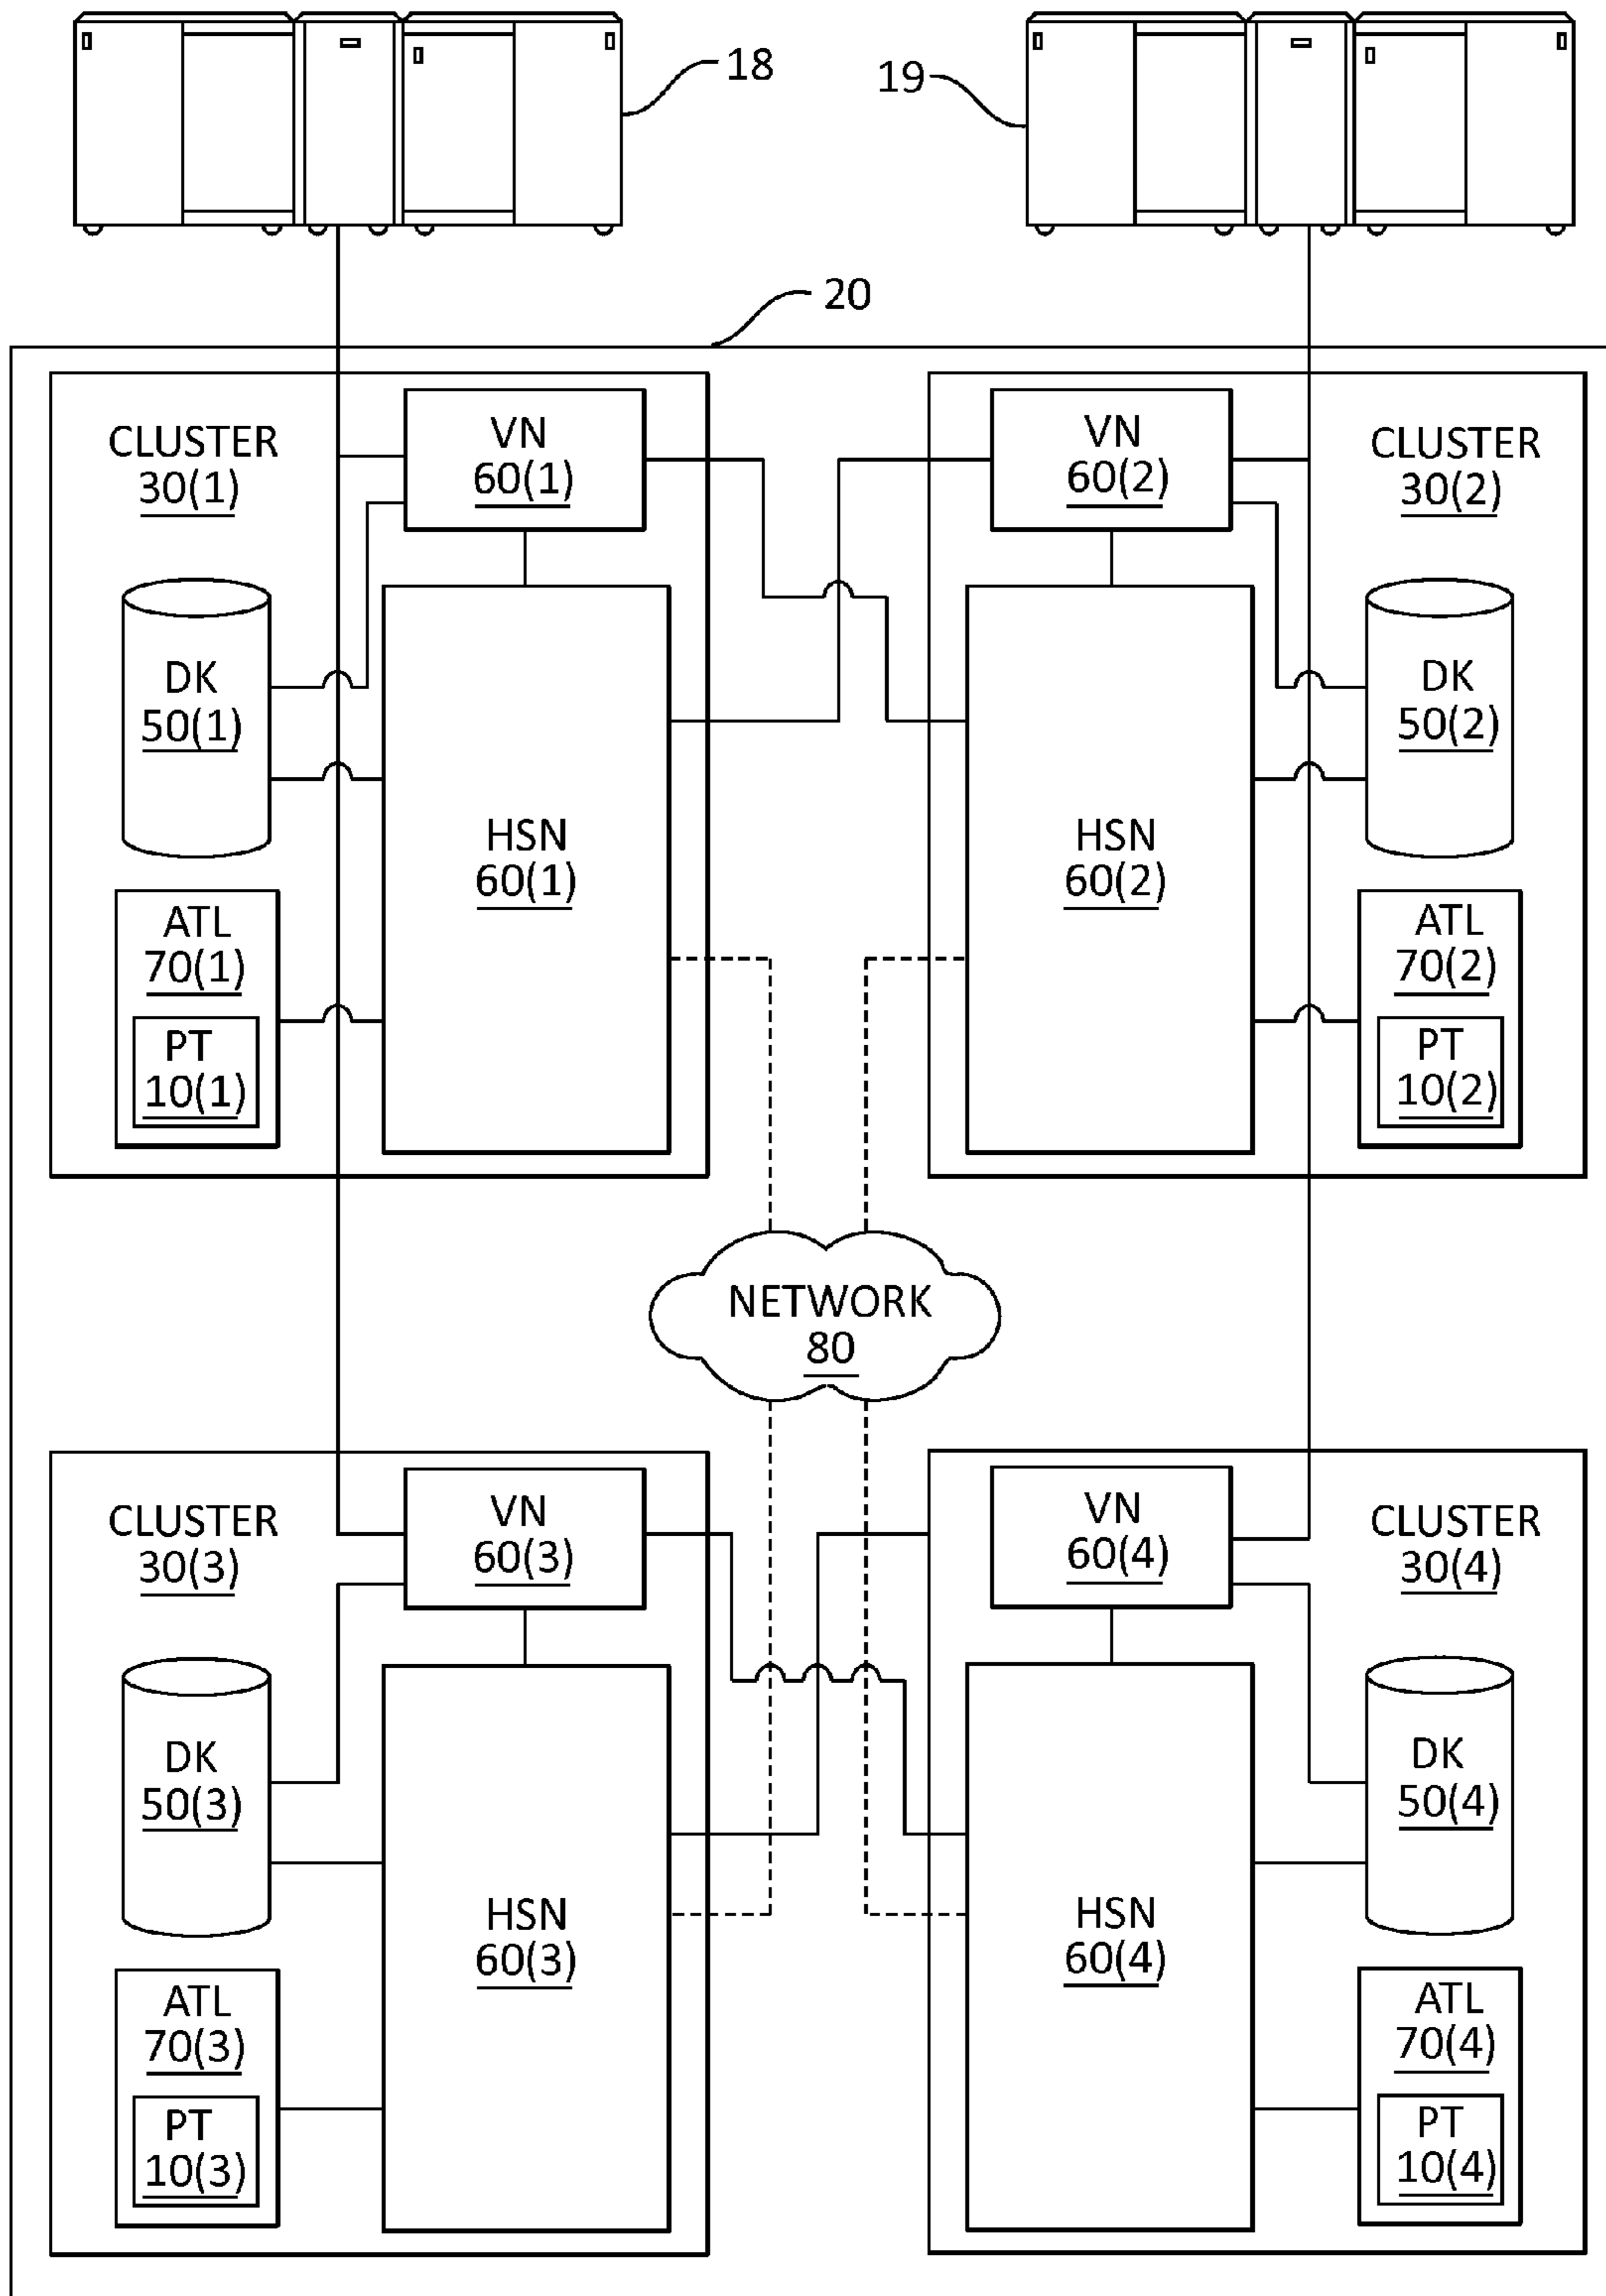 18
19
20
CLUSTER
30(1)
VN
60(1)
DK
50(1)
HSN
60(1)
ATL
70(1)
PT
10(1)
VN
60(2)
CLUSTER
30(2)
HSN
60(2)
DK
50(2)
ATL
70(2)
PT
10(2)
NETWORK
80
CLUSTER
30(3)
VN
60(3)
DK
50(3)
HSN
60(3)
ATL
70(3)
PT
10(3)
VN
60(4)
CLUSTER
30(4)
HSN
60(4)
DK
50(4)
ATL
70(4)
PT
10(4)